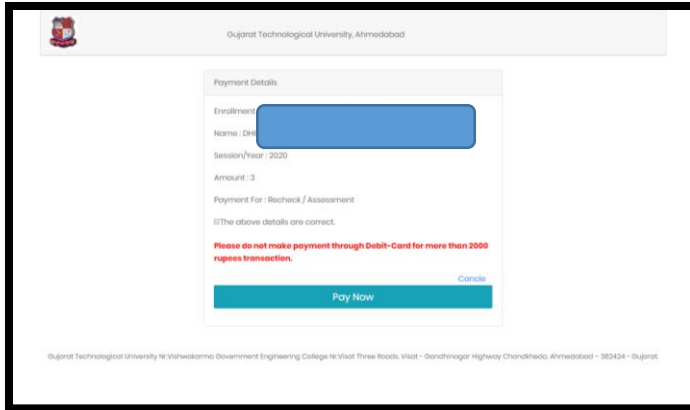 Gujarat Technological University, Ahmedabad
Payment Details
Enrollment
Name : DHI
Session/Year : 2020
Amount : 3
Payment For : Recheck / Assessment
The above details are correct.
Please do not make payment through Debit-Card for more than 2000
rupees transaction.
Cancle
Pay Now
Gujarat Technological University Nr.Vishwakarma Government Engineering College Nr.Visat Three Roads, Visat - Gandhinagar Highway Chandkheda, Ahmedabad – 382424 - Gujarat.